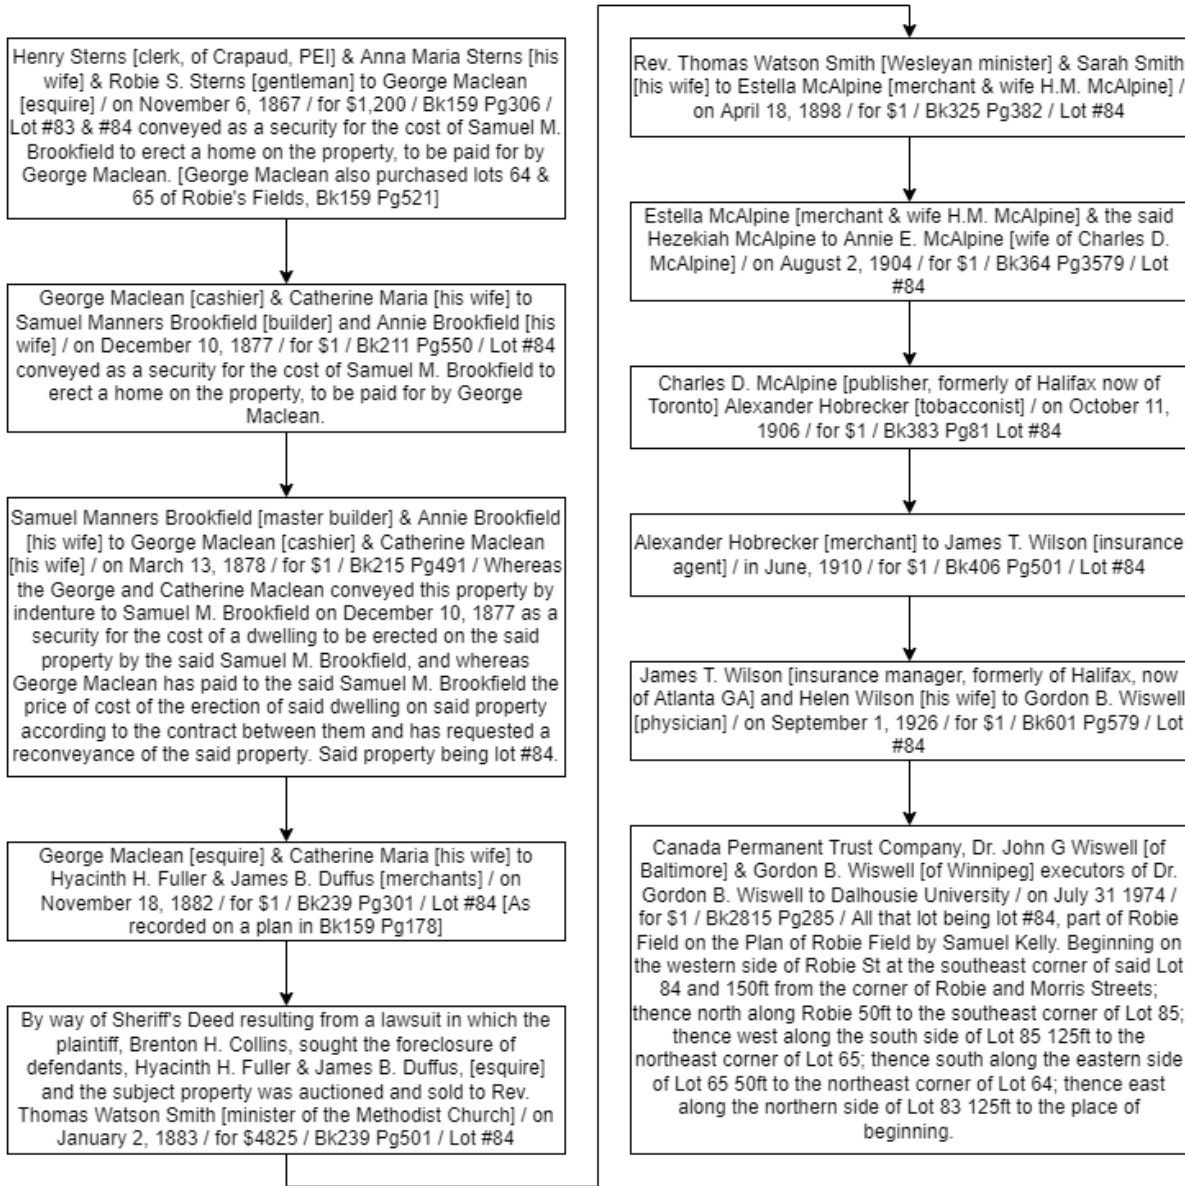 Henry Sterns [clerk, of Crapaud, PEI] & Anna Maria Sterns [his
wife] & Robie S. Sterns [gentleman] to George Maclean
[esquire] / on November 6, 1867 / for $1,200 / Bk159 Pg306 /
Lot #83 & #84 conveyed as a security for the cost of Samuel M.
Brookfield to erect a home on the property, to be paid for by
George Maclean. [George Maclean also purchased lots 64 &
65 of Robie's Fields, Bk159 Pg521]
George Maclean [cashier] & Catherine Maria [his wife] to
Samuel Manners Brookfield [builder] and Annie Brookfield [his
wife] / on December 10, 1877 / for $1 / Bk211 Pg550 / Lot #84
conveyed as a security for the cost of Samuel M. Brookfield to
erect a home on the property, to be paid for by George
Maclean.
Samuel Manners Brookfield [master builder] & Annie Brookfield
[his wife] to George Maclean [cashier] & Catherine Maclean
[his wife] / on March 13, 1878 / for $1 / Bk215 Pg491 / Whereas
the George and Catherine Maclean conveyed this property by
indenture to Samuel M. Brookfield on December 10, 1877 as a
security for the cost of a dwelling to be erected on the said
property by the said Samuel M. Brookfield, and whereas
George Maclean has paid to the said Samuel M. Brookfield the
price of cost of the erection of said dwelling on said property
according to the contract between them and has requested a
reconveyance of the said property. Said property being lot #84.
George Maclean [esquire] & Catherine Maria [his wife] to
Hyacinth H. Fuller & James B. Duffus [merchants] / on
November 18, 1882 / for $1 / Bk239 Pg301 / Lot #84 [As
recorded on a plan in Bk159 Pg178]
By way of Sheriff's Deed resulting from a lawsuit in which the
plaintiff, Brenton H. Collins, sought the foreclosure of
defendants, Hyacinth H. Fuller & James B. Duffus, [esquire]
and the subject property was auctioned and sold to Rev.
Thomas Watson Smith [minister of the Methodist Church] / on
January 2, 1883 / for $4825 / Bk239 Pg501 / Lot #84
Rev. Thomas Watson Smith [Wesleyan minister] & Sarah Smith
[his wife] to Estella McAlpine [merchant & wife H.M. McAlpine] /
on April 18, 1898 / for $1 / Bk325 Pg382 / Lot #84
Estella McAlpine [merchant & wife H.M. McAlpine] & the said
Hezekiah McAlpine to Annie E. McAlpine [wife of Charles D.
McAlpine] / on August 2, 1904 / for $1 / Bk364 Pg3579 / Lot
#84
Charles D. McAlpine [publisher, formerly of Halifax now of
Toronto] Alexander Hobrecker [tobacconist] / on October 11,
1906 / for $1 / Bk383 Pg81 Lot #84
Alexander Hobrecker [merchant] to James T. Wilson [insurance
agent] / in June, 1910 / for $1 / Bk406 Pg501 / Lot #84
James T. Wilson [insurance manager, formerly of Halifax, now
of Atlanta GA] and Helen Wilson [his wife] to Gordon B. Wiswell
[physician] / on September 1, 1926 / for $1 / Bk601 Pg579 / Lot
#84
Canada Permanent Trust Company, Dr. John G Wiswell [of
Baltimore] & Gordon B. Wiswell [of Winnipeg] executors of Dr.
Gordon B. Wiswell to Dalhousie University / on July 31 1974 /
for $1 / Bk2815 Pg285 / All that lot being lot #84, part of Robie
Field on the Plan of Robie Field by Samuel Kelly. Beginning on
the western side of Robie St at the southeast corner of said Lot
84 and 150ft from the corner of Robie and Morris Streets;
thence north along Robie 50ft to the southeast corner of Lot 85;
thence west along the south side of Lot 85 125ft to the
northeast corner of Lot 65; thence south along the eastern side
of Lot 65 50ft to the northeast corner of Lot 64; thence east
along the northern side of Lot 83 125ft to the place of
beginning.